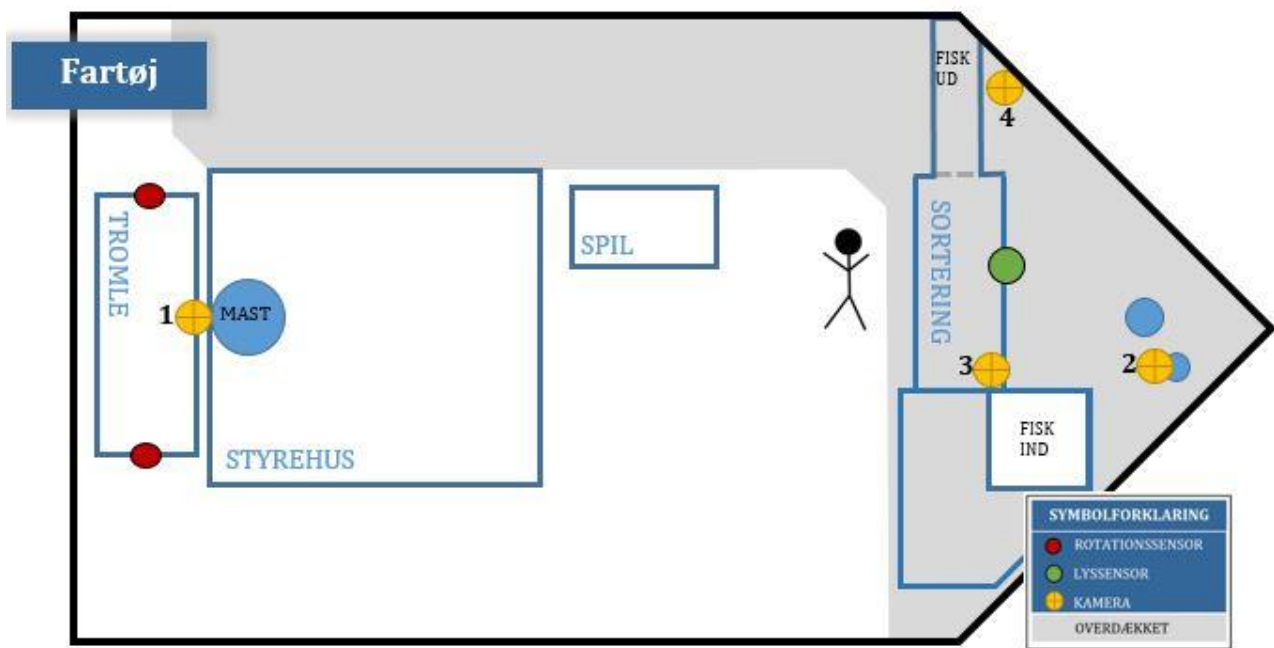 Fartøj
FISK
UD
4
TROMLE
SPIL
SORTERING
1
MAST
3
2
STYREHUS
FISK
IND
SYMBOLFORKLARING
ROTATIONSSENSOR
LYSSENSOR
KAMERA
OVERDÆKKET